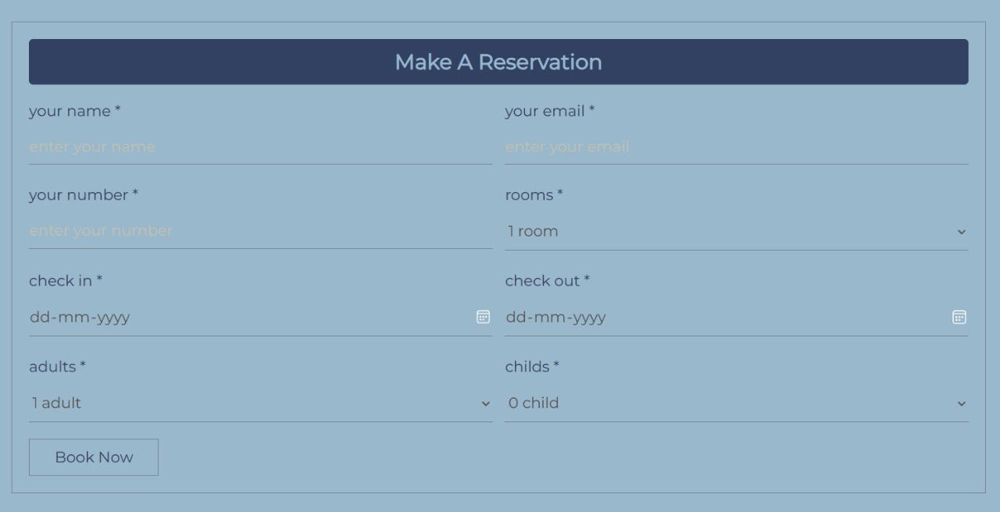 Make A Reservation
your name * your email *
enter your name enter your email
your number * rooms *
enter your number 1 room
check in * check out *
dd-mm-yyyy dd-mm-yyyy
adults * childs *
1 adult 0 child
Book Now